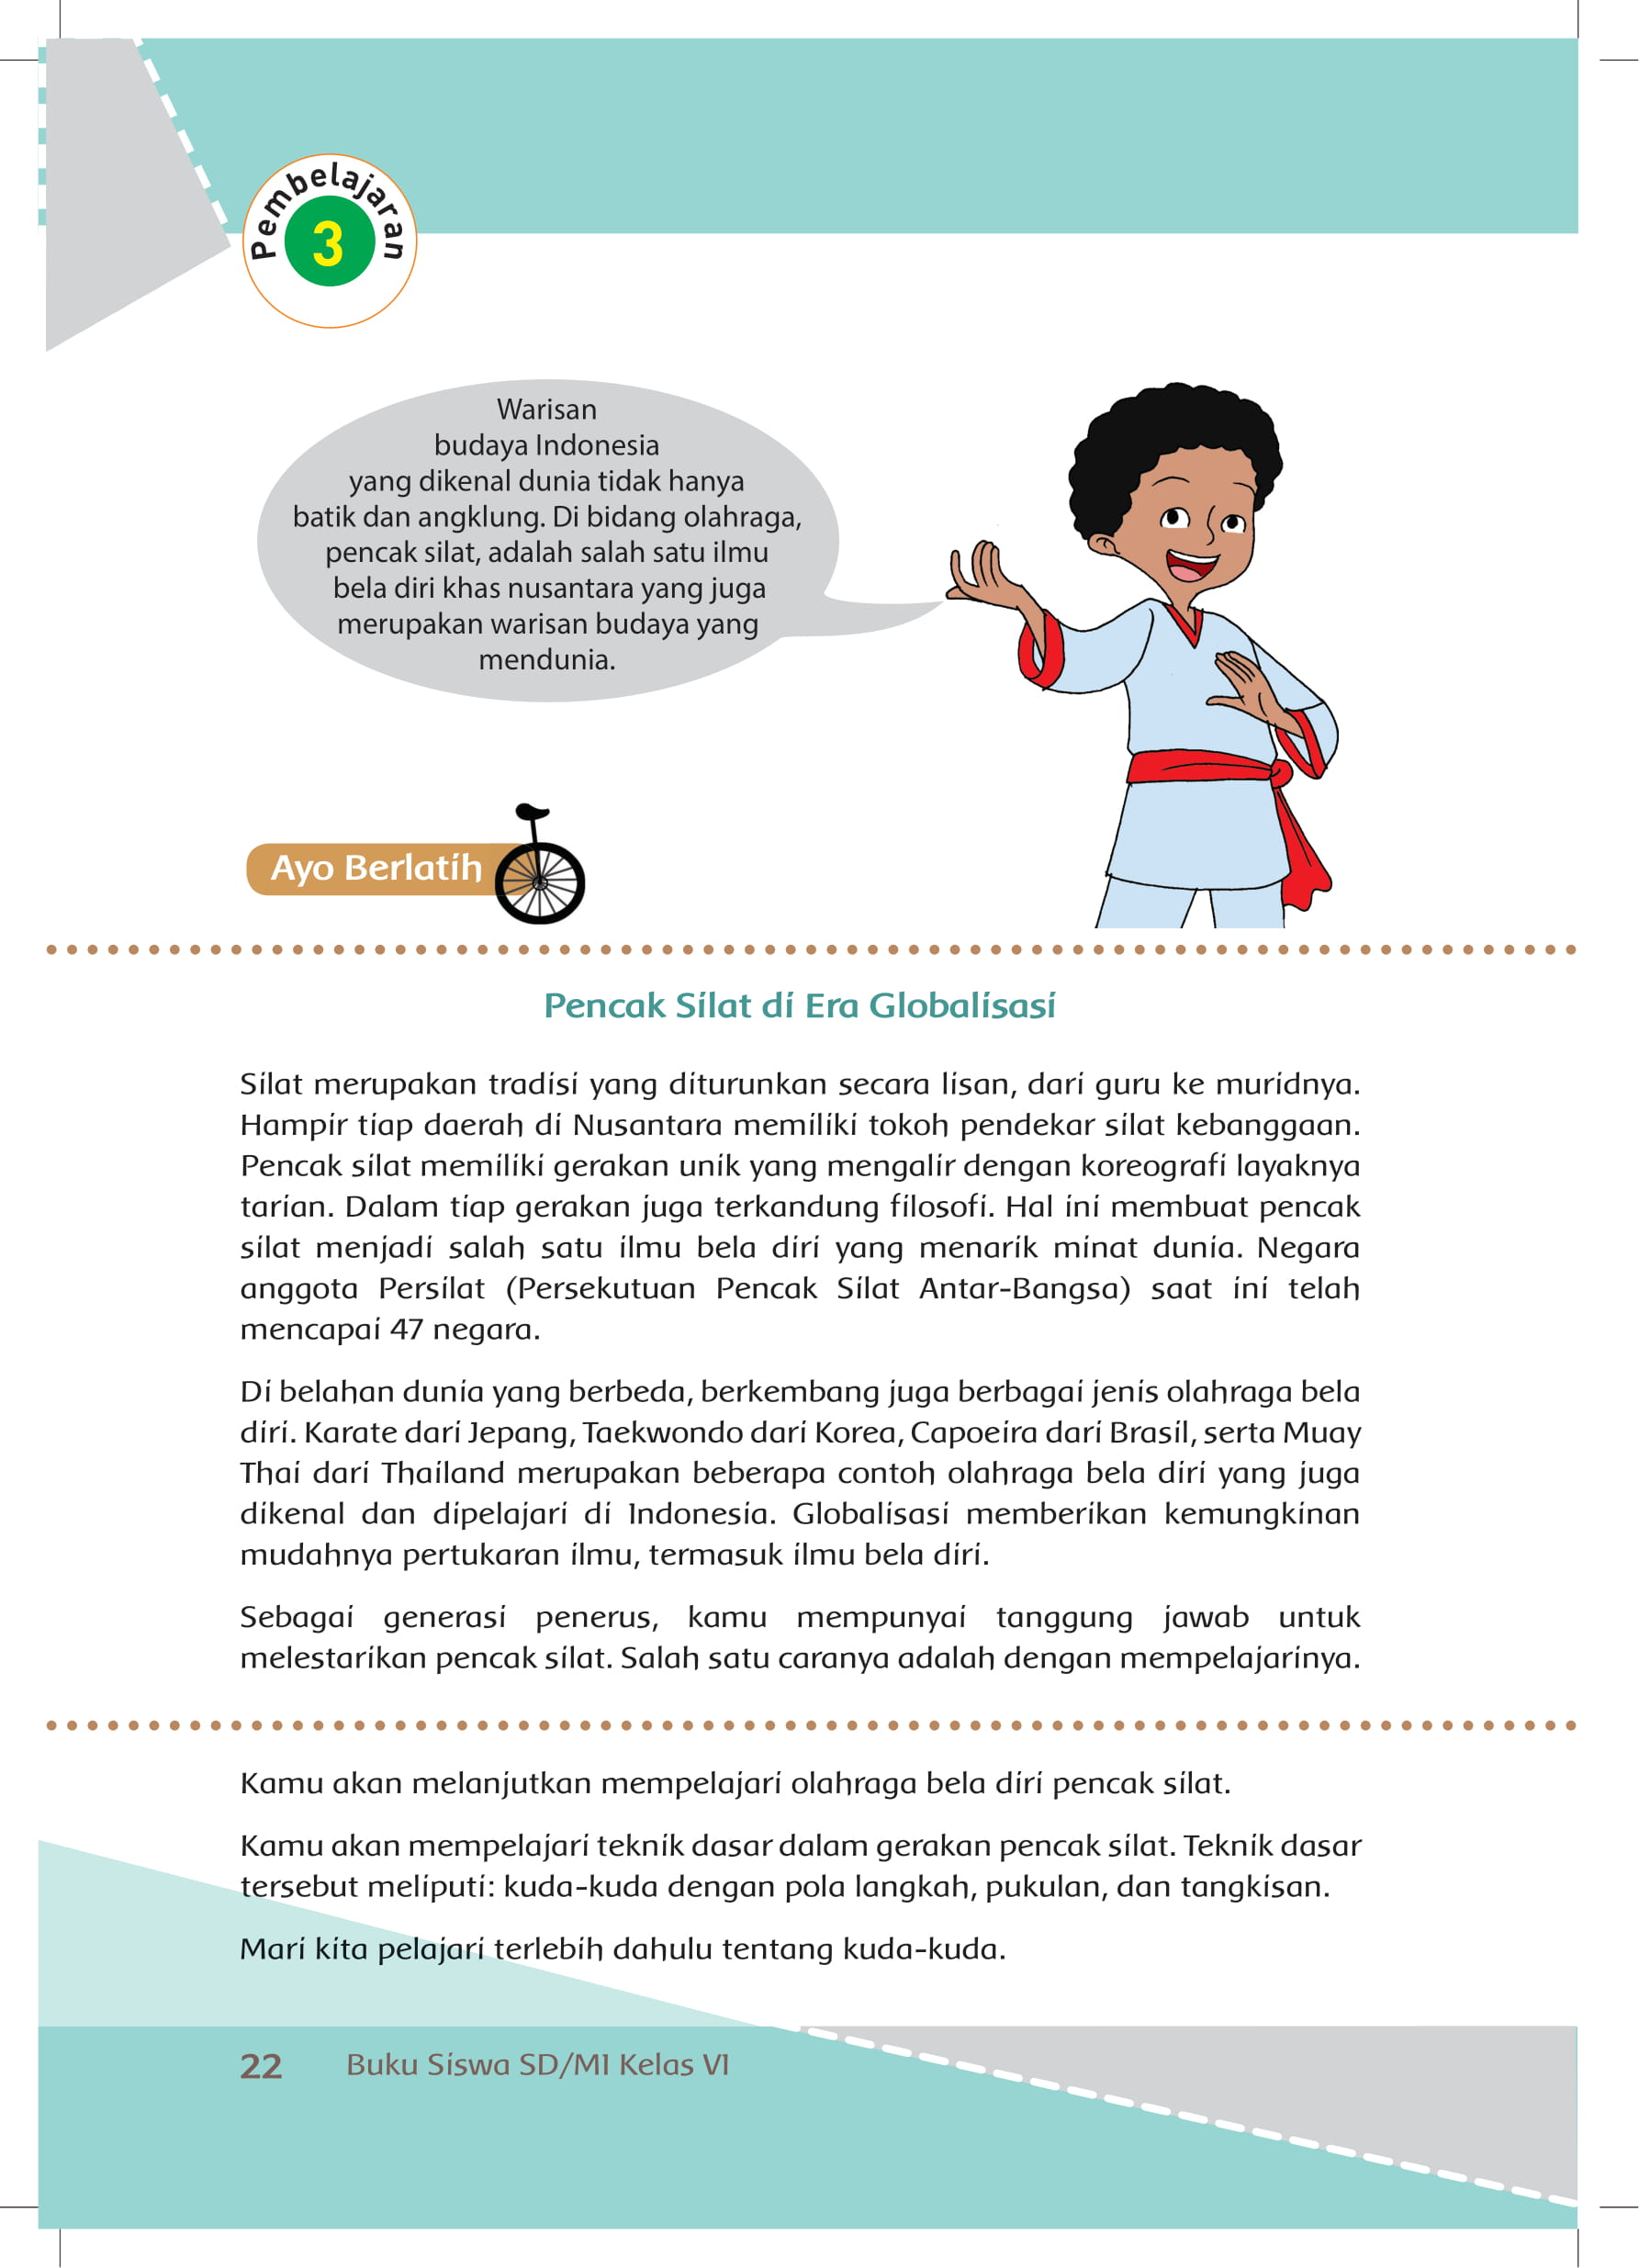 Pembelajaran
3
Warisan
budaya Indonesia
yang dikenal dunia tidak hanya
batik dan angklung. Di bidang olahraga,
pencak silat, adalah salah satu ilmu
bela diri khas nusantara yang juga
merupakan warisan budaya yang
mendunia.
Ayo Berlatih
Pencak Silat di Era Globalisasi
Silat merupakan tradisi yang diturunkan secara lisan, dari guru ke muridnya.
Hampir tiap daerah di Nusantara memiliki tokoh pendekar silat kebanggaan.
Pencak silat memiliki gerakan unik yang mengalir dengan koreografi layaknya
tarian. Dalam tiap gerakan juga terkandung filosofi. Hal ini membuat pencak
silat menjadi salah satu ilmu bela diri yang menarik minat dunia. Negara
anggota Persilat (Persekutuan Pencak Silat Antar-Bangsa) saat ini telah
mencapai 47 negara.
Di belahan dunia yang berbeda, berkembang juga berbagai jenis olahraga bela
diri. Karate dari Jepang, Taekwondo dari Korea, Capoeira dari Brasil, serta Muay
Thai dari Thailand merupakan beberapa contoh olahraga bela diri yang juga
dikenal dan dipelajari di Indonesia. Globalisasi memberikan kemungkinan
mudahnya pertukaran ilmu, termasuk ilmu bela diri.
Sebagai generasi penerus, kamu mempunyai tanggung jawab untuk
melestarikan pencak silat. Salah satu caranya adalah dengan mempelajarinya.
Kamu akan melanjutkan mempelajari olahraga bela diri pencak silat.
Kamu akan mempelajari teknik dasar dalam gerakan pencak silat. Teknik dasar
tersebut meliputi: kuda-kuda dengan pola langkah, pukulan, dan tangkisan.
Mari kita pelajari terlebih dahulu tentang kuda-kuda.
22 Buku Siswa SD/MI Kelas VI